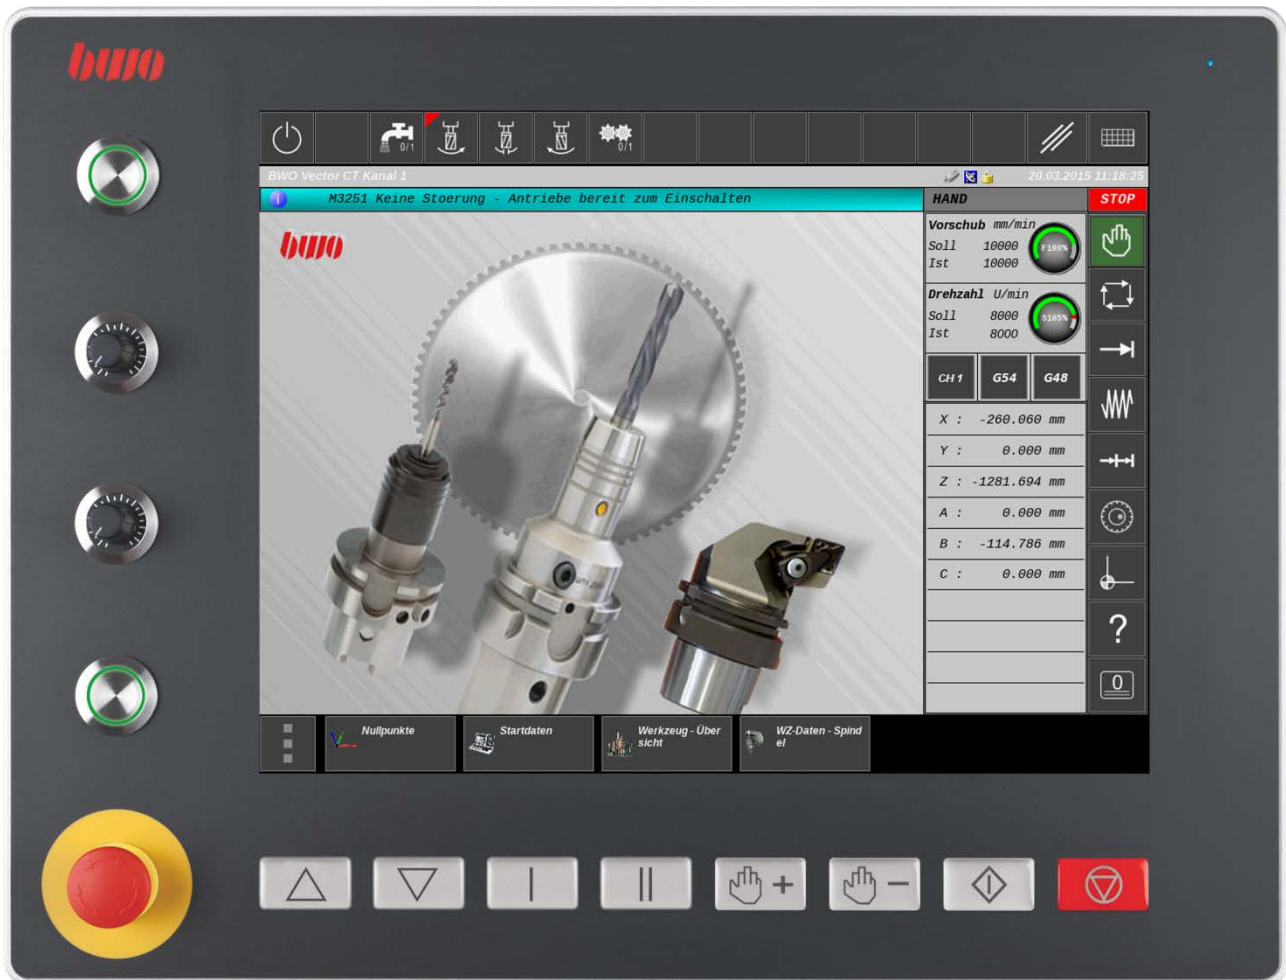 bwo
0/1
0/1
BWO Vector CT Kanal 1
20.03.2015 11:18:25
i
M3251 Keine Stoerung - Antriebe bereit zum Einschalten
HAND
STOP
bwo
Vorschub mm/min
Soll 10000
Ist 10000
F100%
Drehzahl U/min
Soll 8000
Ist 8000
S105%
CH 1
G54
G48
X : -260.060 mm
Y : 0.000 mm
Z : -1281.694 mm
A : 0.000 mm
B : -114.786 mm
C : 0.000 mm
?
0
Nullpunkte
Startdaten
Werkzeug - Über
sicht
WZ-Daten - Spind
el